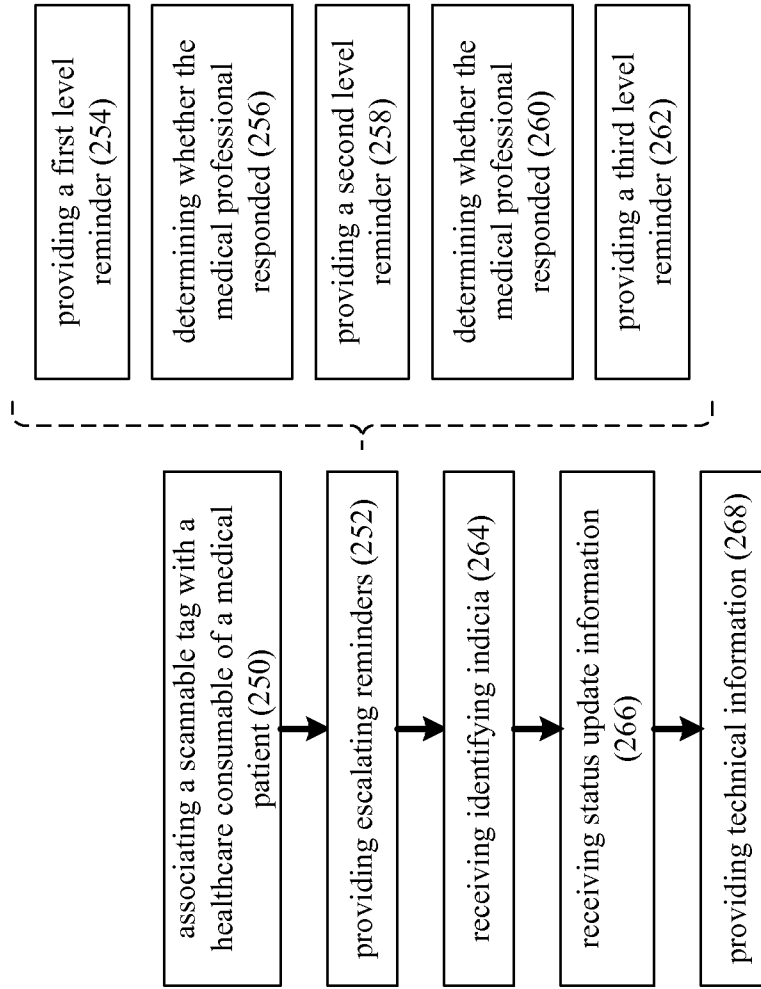 associating a scannable tag with a
healthcare consumable of a medical
patient (250)
providing escalating reminders (252)
receiving identifying indicia (264)
receiving status update information
(266)
providing technical information (268)
providing a first level
reminder (254)
determining whether the
medical professional
responded (256)
providing a second level
reminder (258)
determining whether the
medical professional
responded (260)
providing a third level
reminder (262)